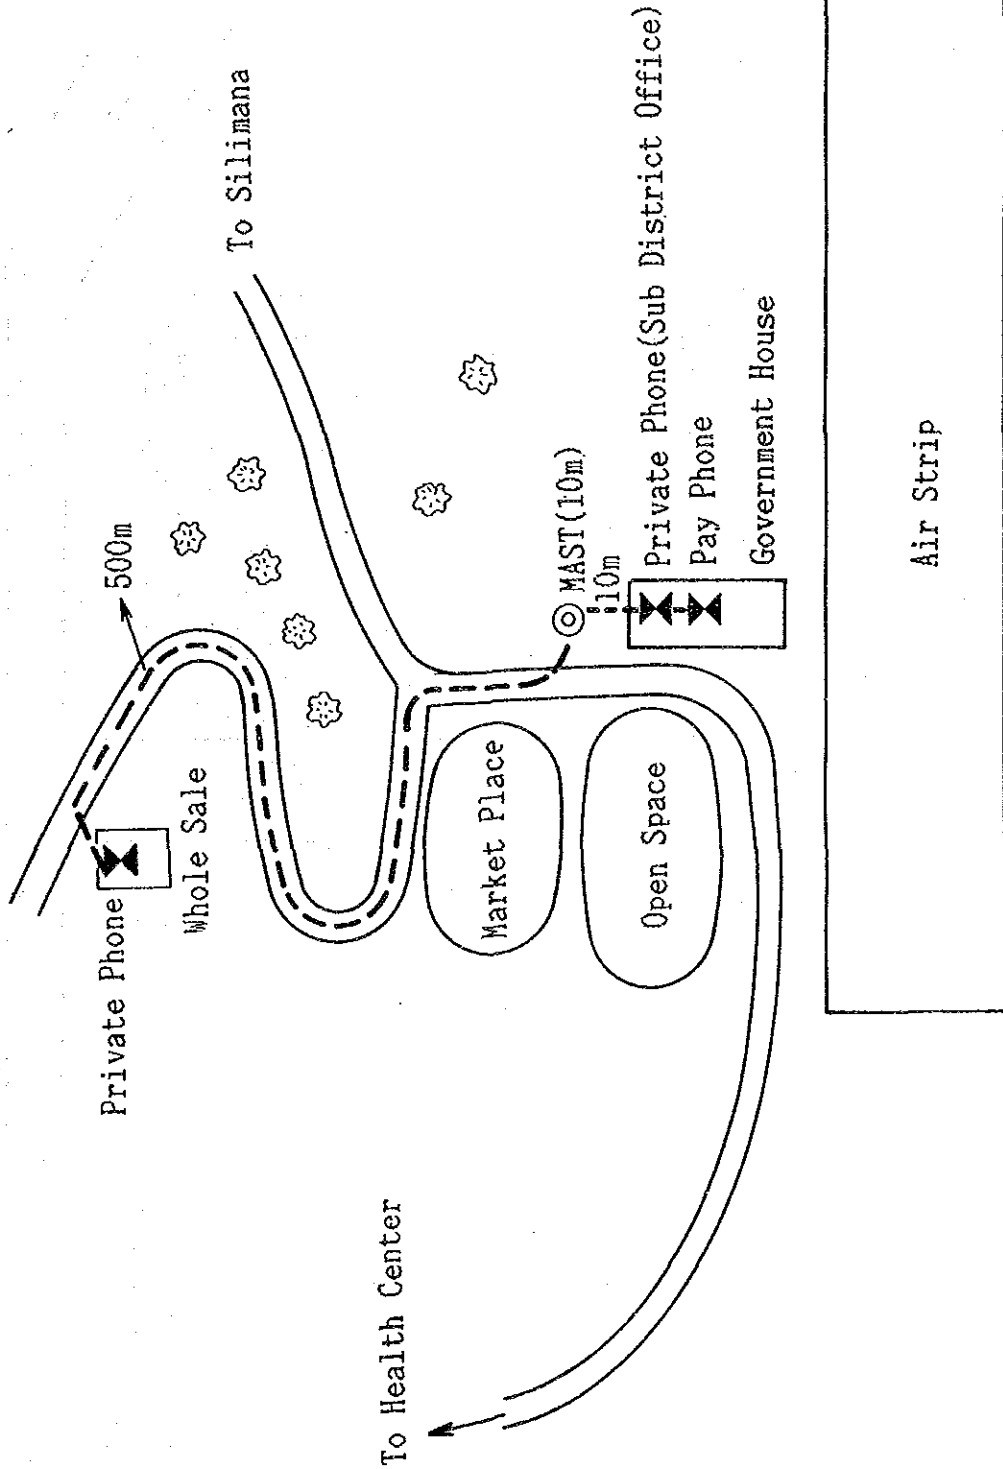 To Silimana
500m
Private Phone
Whole Sale
MAST(10m)
10m
Private Phone(Sub District Office)
Pay Phone
Government House
Market Place
Open Space
To Health Center
Air Strip